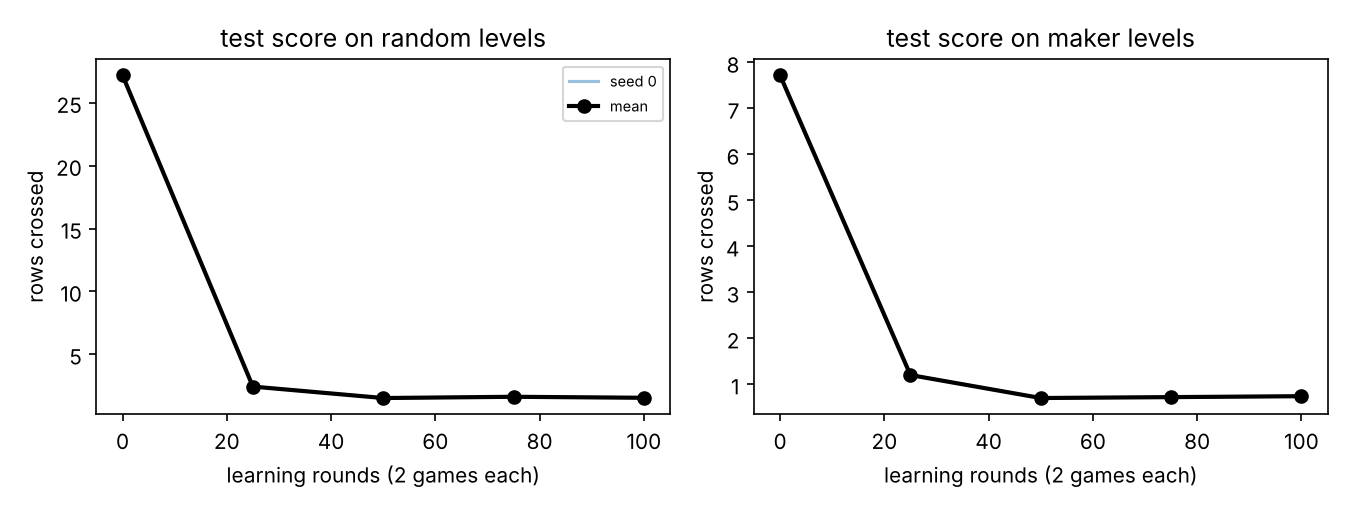 test score on random levels
rows crossed
25
20
15
10
5
seed 0
mean
0 20 40 60 80 100
learning rounds (2 games each)
test score on maker levels
rows crossed
8
7
6
5
4
3
2
1
0 20 40 60 80 100
learning rounds (2 games each)